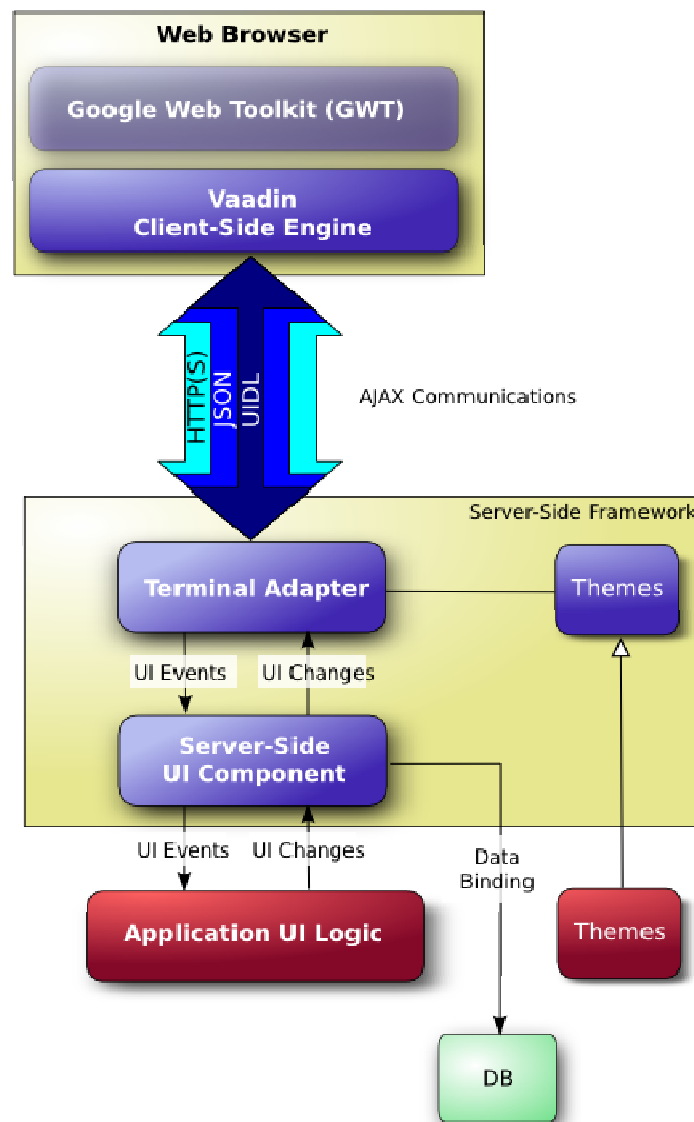 Web Browser
Google Web Toolkit (GWT)
Vaadin
Client-Side Engine
HTTP(S)
JSON
UIDL
AJAX Communications
Server-Side Framework
Terminal Adapter
Themes
UI Events
UI Changes
Server-Side
UI Component
UI Events
UI Changes
Data
Binding
Application UI Logic
Themes
DB